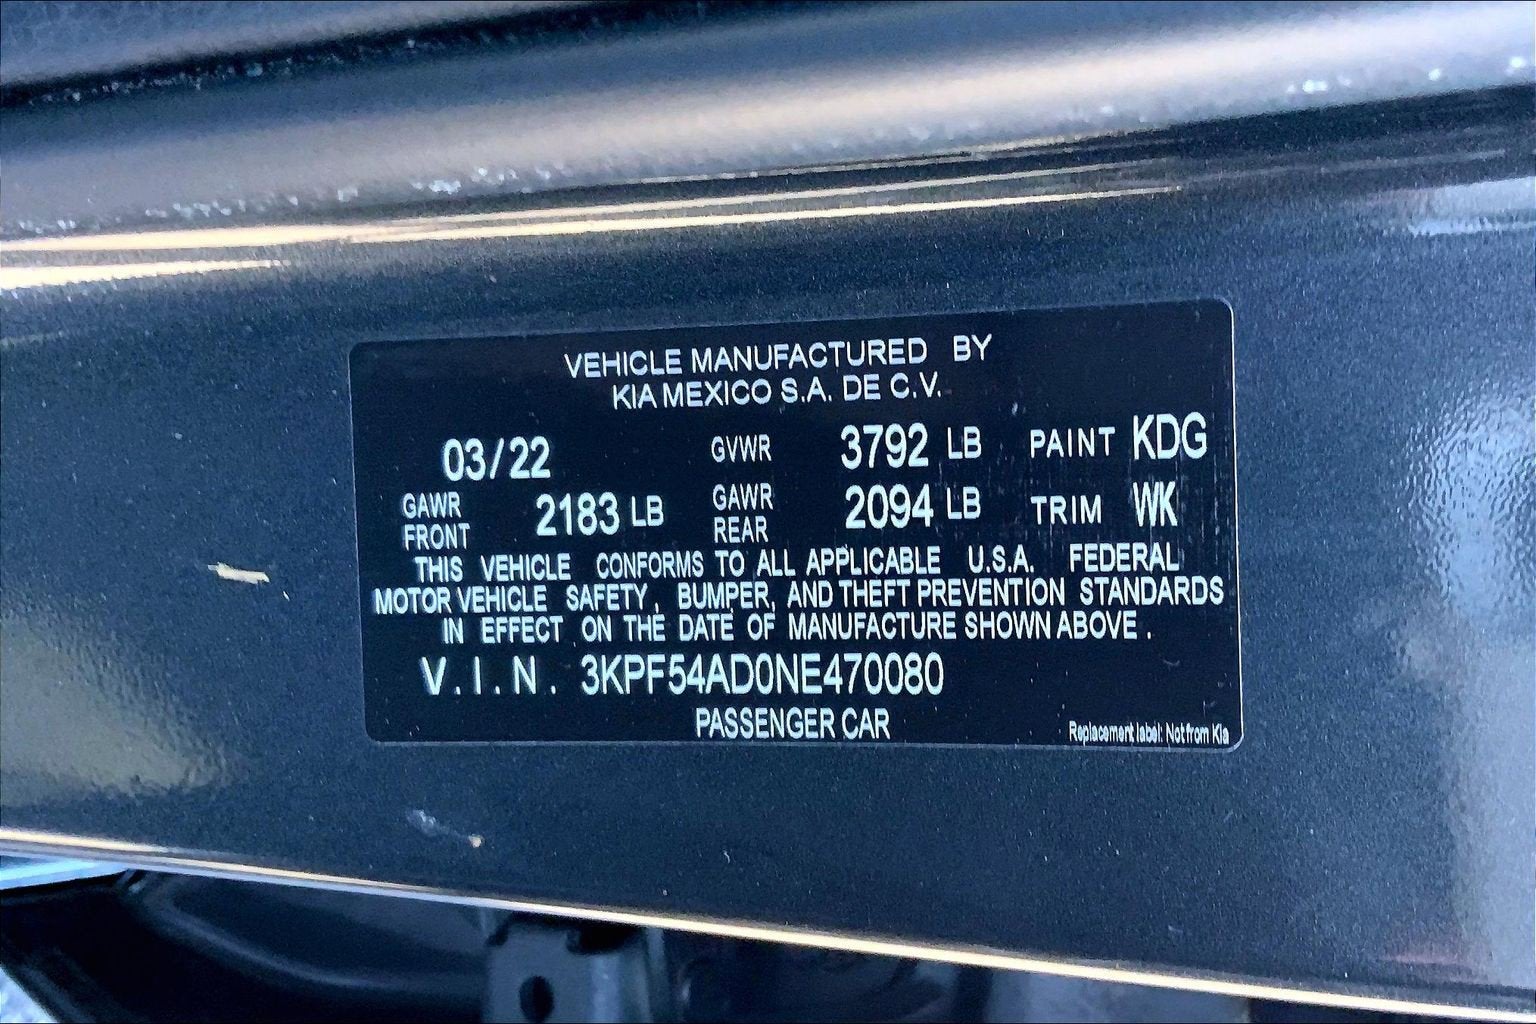 VEHICLE MANUFACTURED BY
KIA MEXICO S.A. DE C.V.
03/22 GVWR 3792 LB PAINT KDG
GAWR FRONT 2183 LB GAWR REAR 2094 LB TRIM WK
THIS VEHICLE CONFORMS TO ALL APPLICABLE U.S.A. FEDERAL
MOTOR VEHICLE SAFETY, BUMPER, AND THEFT PREVENTION STANDARDS
IN EFFECT ON THE DATE OF MANUFACTURE SHOWN ABOVE.
V.I.N. 3KPF54AD0NE470080
PASSENGER CAR
Replacement label: Not from Kia